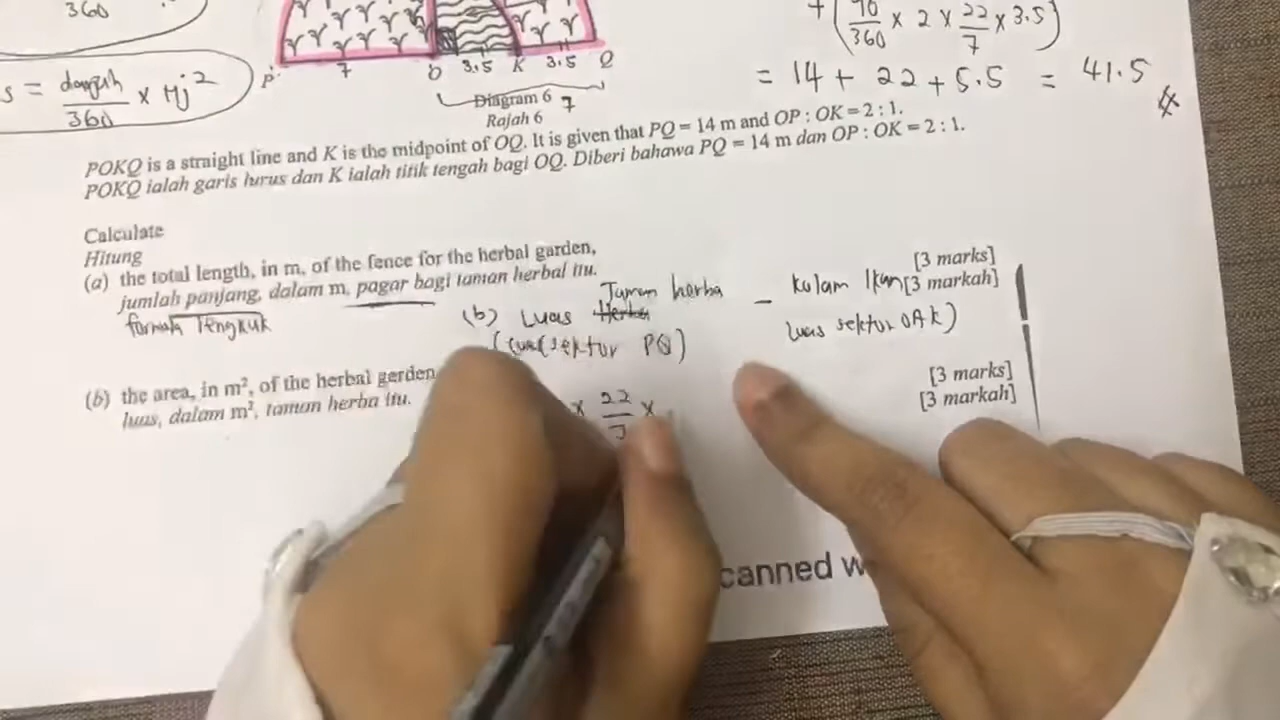 360
s = darjah/360 × πj²
P 7 O 3.5 K 3.5 Q
7
+ (90/360 × 2 × 22/7 × 3.5)
= 14 + 22 + 5.5 = 41.5
Diagram 6
Rajah 6
POKQ is a straight line and K is the midpoint of OQ. It is given that PQ = 14 m and OP : OK = 2 : 1.
POKQ ialah garis lurus dan K ialah titik tengah bagi OQ. Diberi bahawa PQ = 14 m dan OP : OK = 2 : 1.
Calculate
Hitung
(a) the total length, in m, of the fence for the herbal garden,
jumlah panjang, dalam m, pagar bagi taman herbal itu.
[3 marks]
[3 markah]
formula lengkuk
(b) Luas Taman herba – kolam Ikan
(luas sektor PQ) luas sektor OAK)
(b) the area, in m², of the herbal gerden
luas, dalam m², taman herba itu.
[3 marks]
[3 markah]
× 22/7 ×
canned w